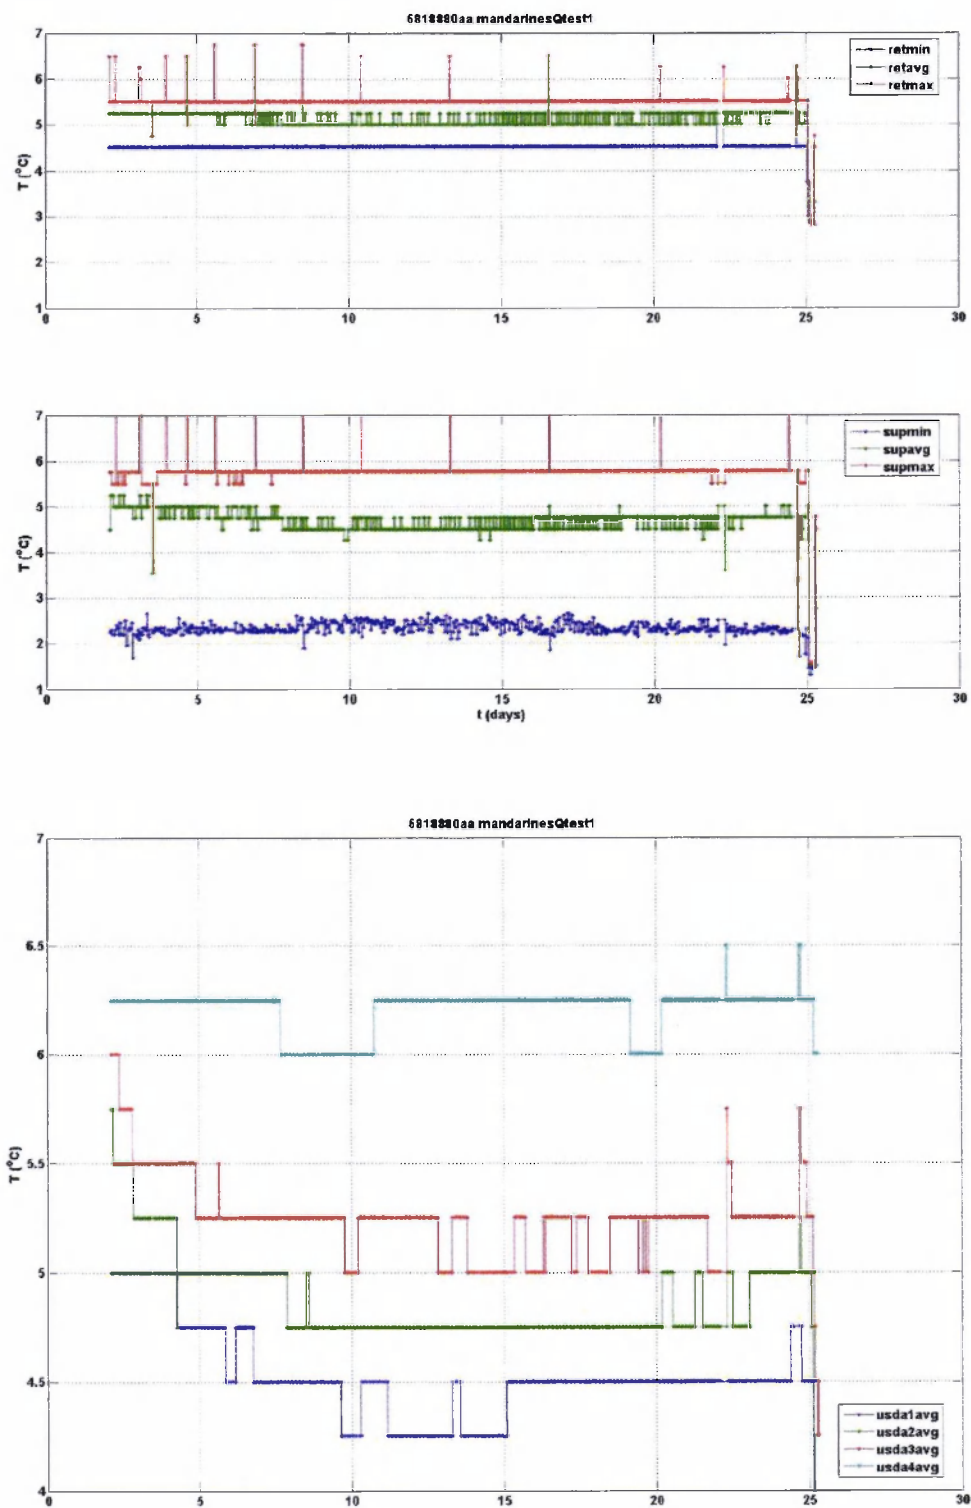 6818880aa mandarinesQtest1
7
6
5
4
3
2
1
T (°C)
0 5 10 15 20 25 30
retmin
retavg
retmax
7
6
5
4
3
2
1
T (°C)
0 5 10 15 20 25 30
t (days)
supmin
supavg
supmax
6818880aa mandarinesQtest1
7
6.5
6
5.5
5
4.5
4
T (°C)
0 5 10 15 20 25 30
usda1avg
usda2avg
usda3avg
usda4avg